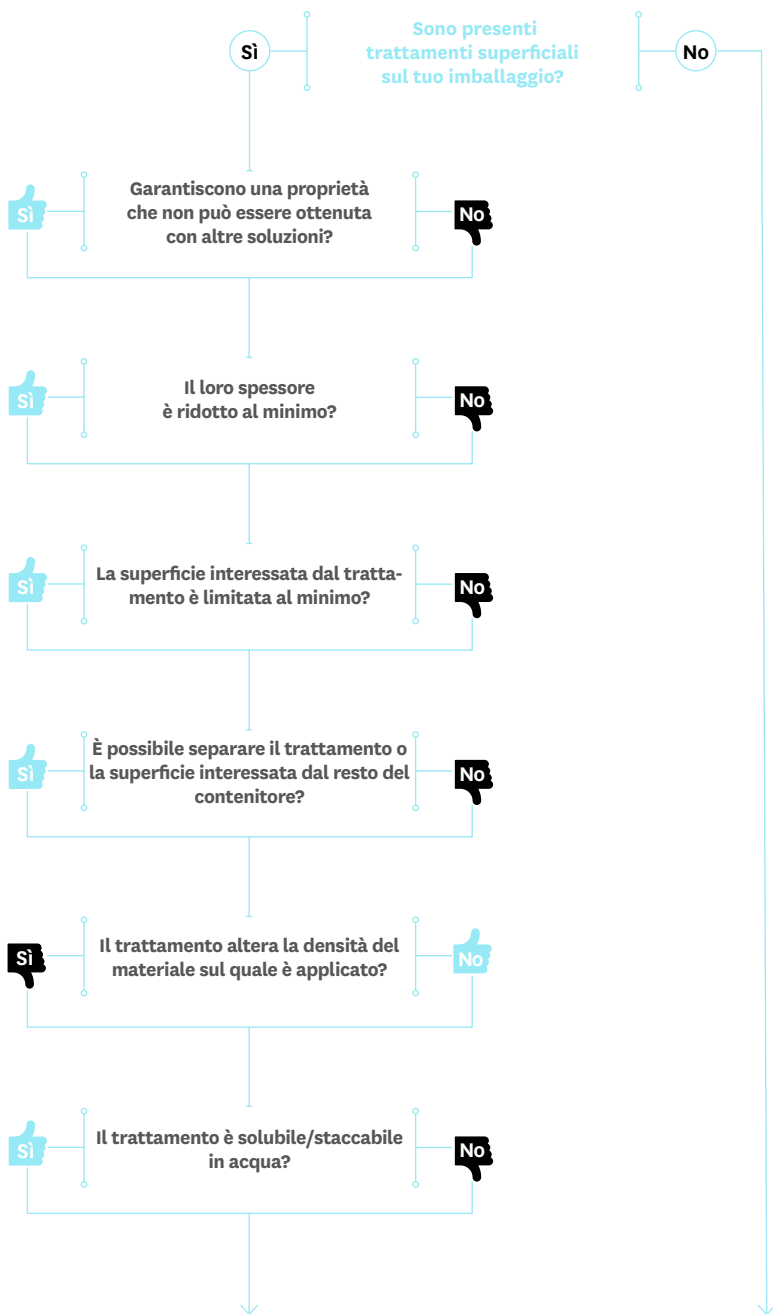 Sono presenti
trattamenti superficiali
sul tuo imballaggio?
Sì
No
Garantiscono una proprietà
che non può essere ottenuta
con altre soluzioni?
Sì
No
Il loro spessore
è ridotto al minimo?
Sì
No
La superficie interessata dal tratta-
mento è limitata al minimo?
Sì
No
È possibile separare il trattamento o
la superficie interessata dal resto del
contenitore?
Sì
No
Il trattamento altera la densità del
materiale sul quale è applicato?
Sì
No
Il trattamento è solubile/staccabile
in acqua?
Sì
No